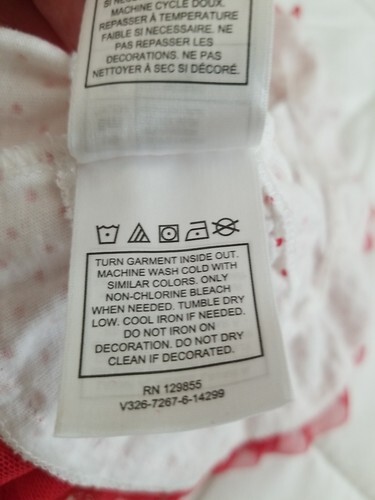 MACHINE CYCLE DOUX.
REPASSER À TEMPERATURE
FAIBLE SI NECESSAIRE. NE
PAS REPASSER LES
DECORATIONS. NE PAS
NETTOYER À SEC SI DÉCORÉ.
TURN GARMENT INSIDE OUT.
MACHINE WASH COLD WITH
SIMILAR COLORS. ONLY
NON-CHLORINE BLEACH
WHEN NEEDED. TUMBLE DRY
LOW. COOL IRON IF NEEDED.
DO NOT IRON ON
DECORATION. DO NOT DRY
CLEAN IF DECORATED.
RN 129855
V326-7267-6-14299